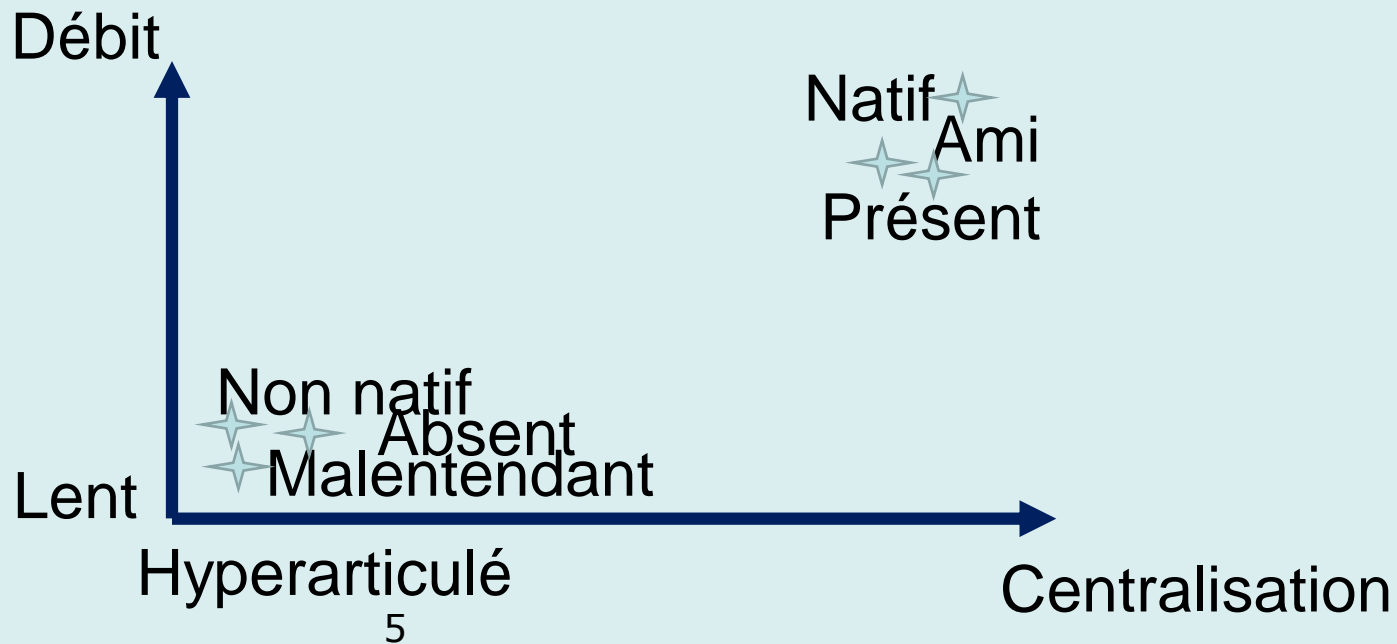 Débit
Natif
Ami
Présent
Non natif
Absent
Malentendant
Lent
Hyperarticulé
Centralisation
5